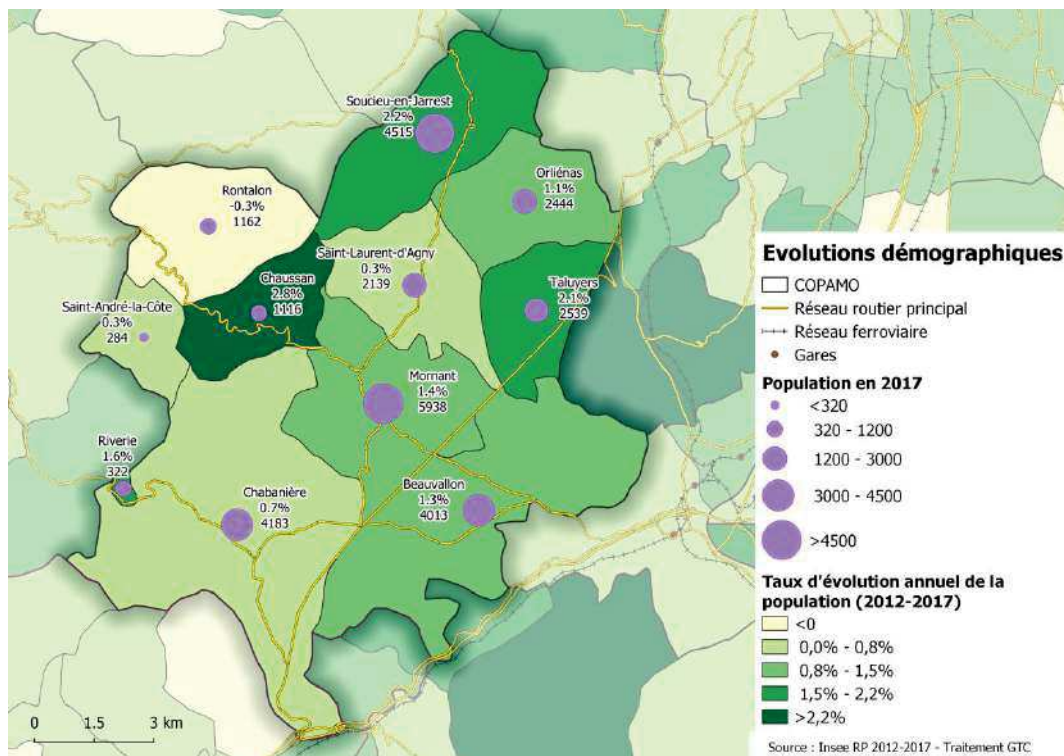 Soucieu-en-Jarrest
2.2%
4515
Orliénas
1.1%
2444
Rontalon
-0.3%
1162
Saint-Laurent-d'Agny
0.3%
2139
Chaussan
2.8%
1116
Taluyers
2.1%
2539
Saint-André-la-Côte
0.3%
284
Mornant
1.4%
5938
Riverie
1.6%
322
Chabanière
0.7%
4183
Beauvallon
1.3%
4013
0 1.5 3 km
Evolutions démographiques
COPAMO
Réseau routier principal
Réseau ferroviaire
Gares
Population en 2017
<320
320 - 1200
1200 - 3000
3000 - 4500
>4500
Taux d'évolution annuel de la
population (2012-2017)
<0
0,0% - 0,8%
0,8% - 1,5%
1,5% - 2,2%
>2,2%
Source : Insee RP 2012-2017 - Traitement GTC